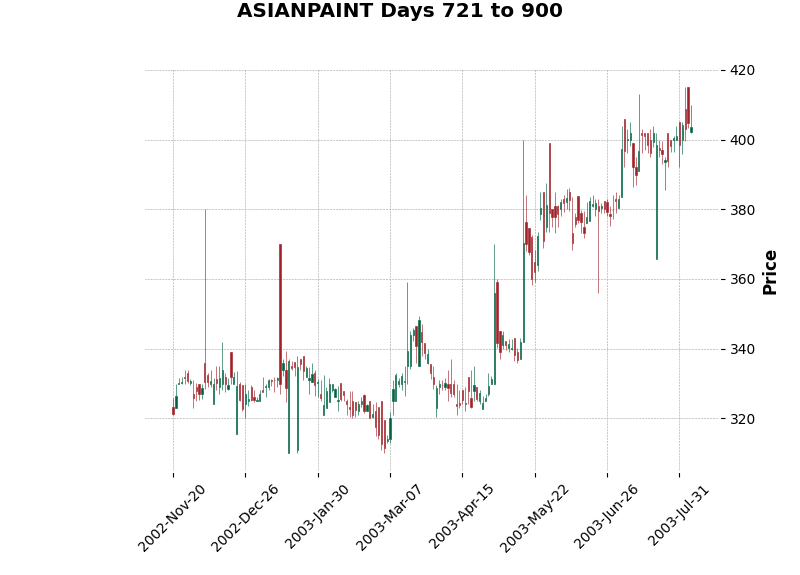 ASIANPAINT Days 721 to 900
420
400
380
360
340
320
Price
2002-Nov-20
2002-Dec-26
2003-Jan-30
2003-Mar-07
2003-Apr-15
2003-May-22
2003-Jun-26
2003-Jul-31